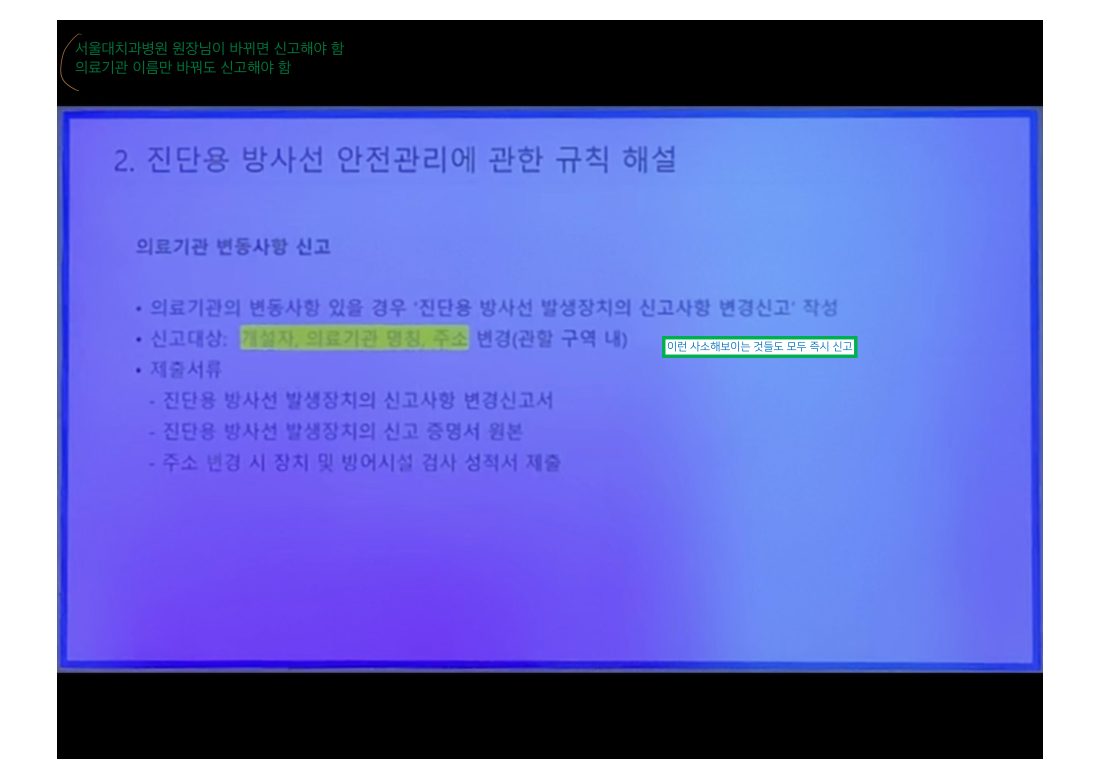 서울대치과병원 원장님이 바뀌면 신고해야 함
의료기관 이름만 바꿔도 신고해야 함
2. 진단용 방사선 안전관리에 관한 규칙 해설
의료기관 변동사항 신고
• 의료기관의 변동사항 있을 경우 '진단용 방사선 발생장치의 신고사항 변경신고' 작성
• 신고대상: 개설자, 의료기관 명칭, 주소 변경(관할 구역 내)
이런 사소해보이는 것들도 모두 즉시 신고
• 제출서류
- 진단용 방사선 발생장치의 신고사항 변경신고서
- 진단용 방사선 발생장치의 신고 증명서 원본
- 주소 변경 시 장치 및 방어시설 검사 성적서 제출